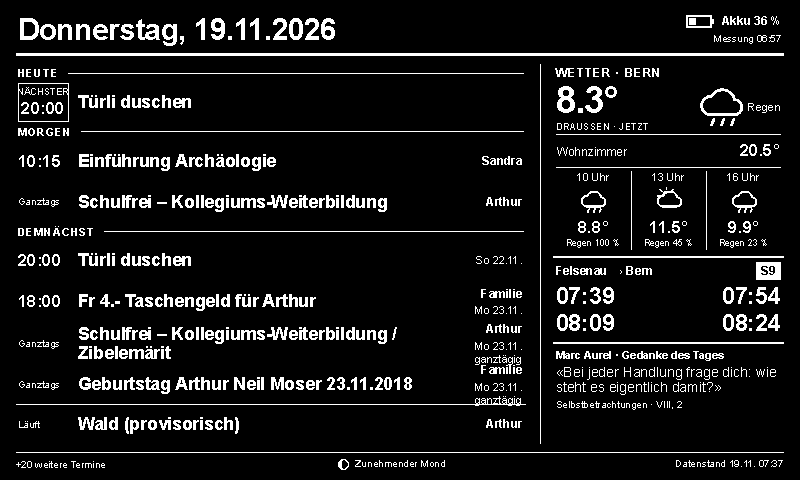 Donnerstag, 19.11.2026
Akku 36 %
Messung 06:57
HEUTE
NÄCHSTER
20:00 Türli duschen
MORGEN
10:15 Einführung Archäologie Sandra
Ganztags Schulfrei – Kollegiums-Weiterbildung Arthur
DEMNÄCHST
20:00 Türli duschen So 22.11.
18:00 Fr 4.- Taschengeld für Arthur Familie
Mo 23.11.
Ganztags Schulfrei – Kollegiums-Weiterbildung / Zibelemärit Arthur
Mo 23.11.
ganztägig
Ganztags Geburtstag Arthur Neil Moser 23.11.2018 Familie
Mo 23.11.
ganztägig
Läuft Wald (provisorisch) Arthur
WETTER · BERN
8.3° Regen
DRAUSSEN · JETZT
Wohnzimmer 20.5°
10 Uhr 13 Uhr 16 Uhr
8.8° 11.5° 9.9°
Regen 100 % Regen 45 % Regen 23 %
Felsenau › Bern S9
07:39 07:54
08:09 08:24
Marc Aurel · Gedanke des Tages
«Bei jeder Handlung frage dich: wie
steht es eigentlich damit?»
Selbstbetrachtungen · VIII, 2
+20 weitere Termine
Zunehmender Mond
Datenstand 19.11. 07:37